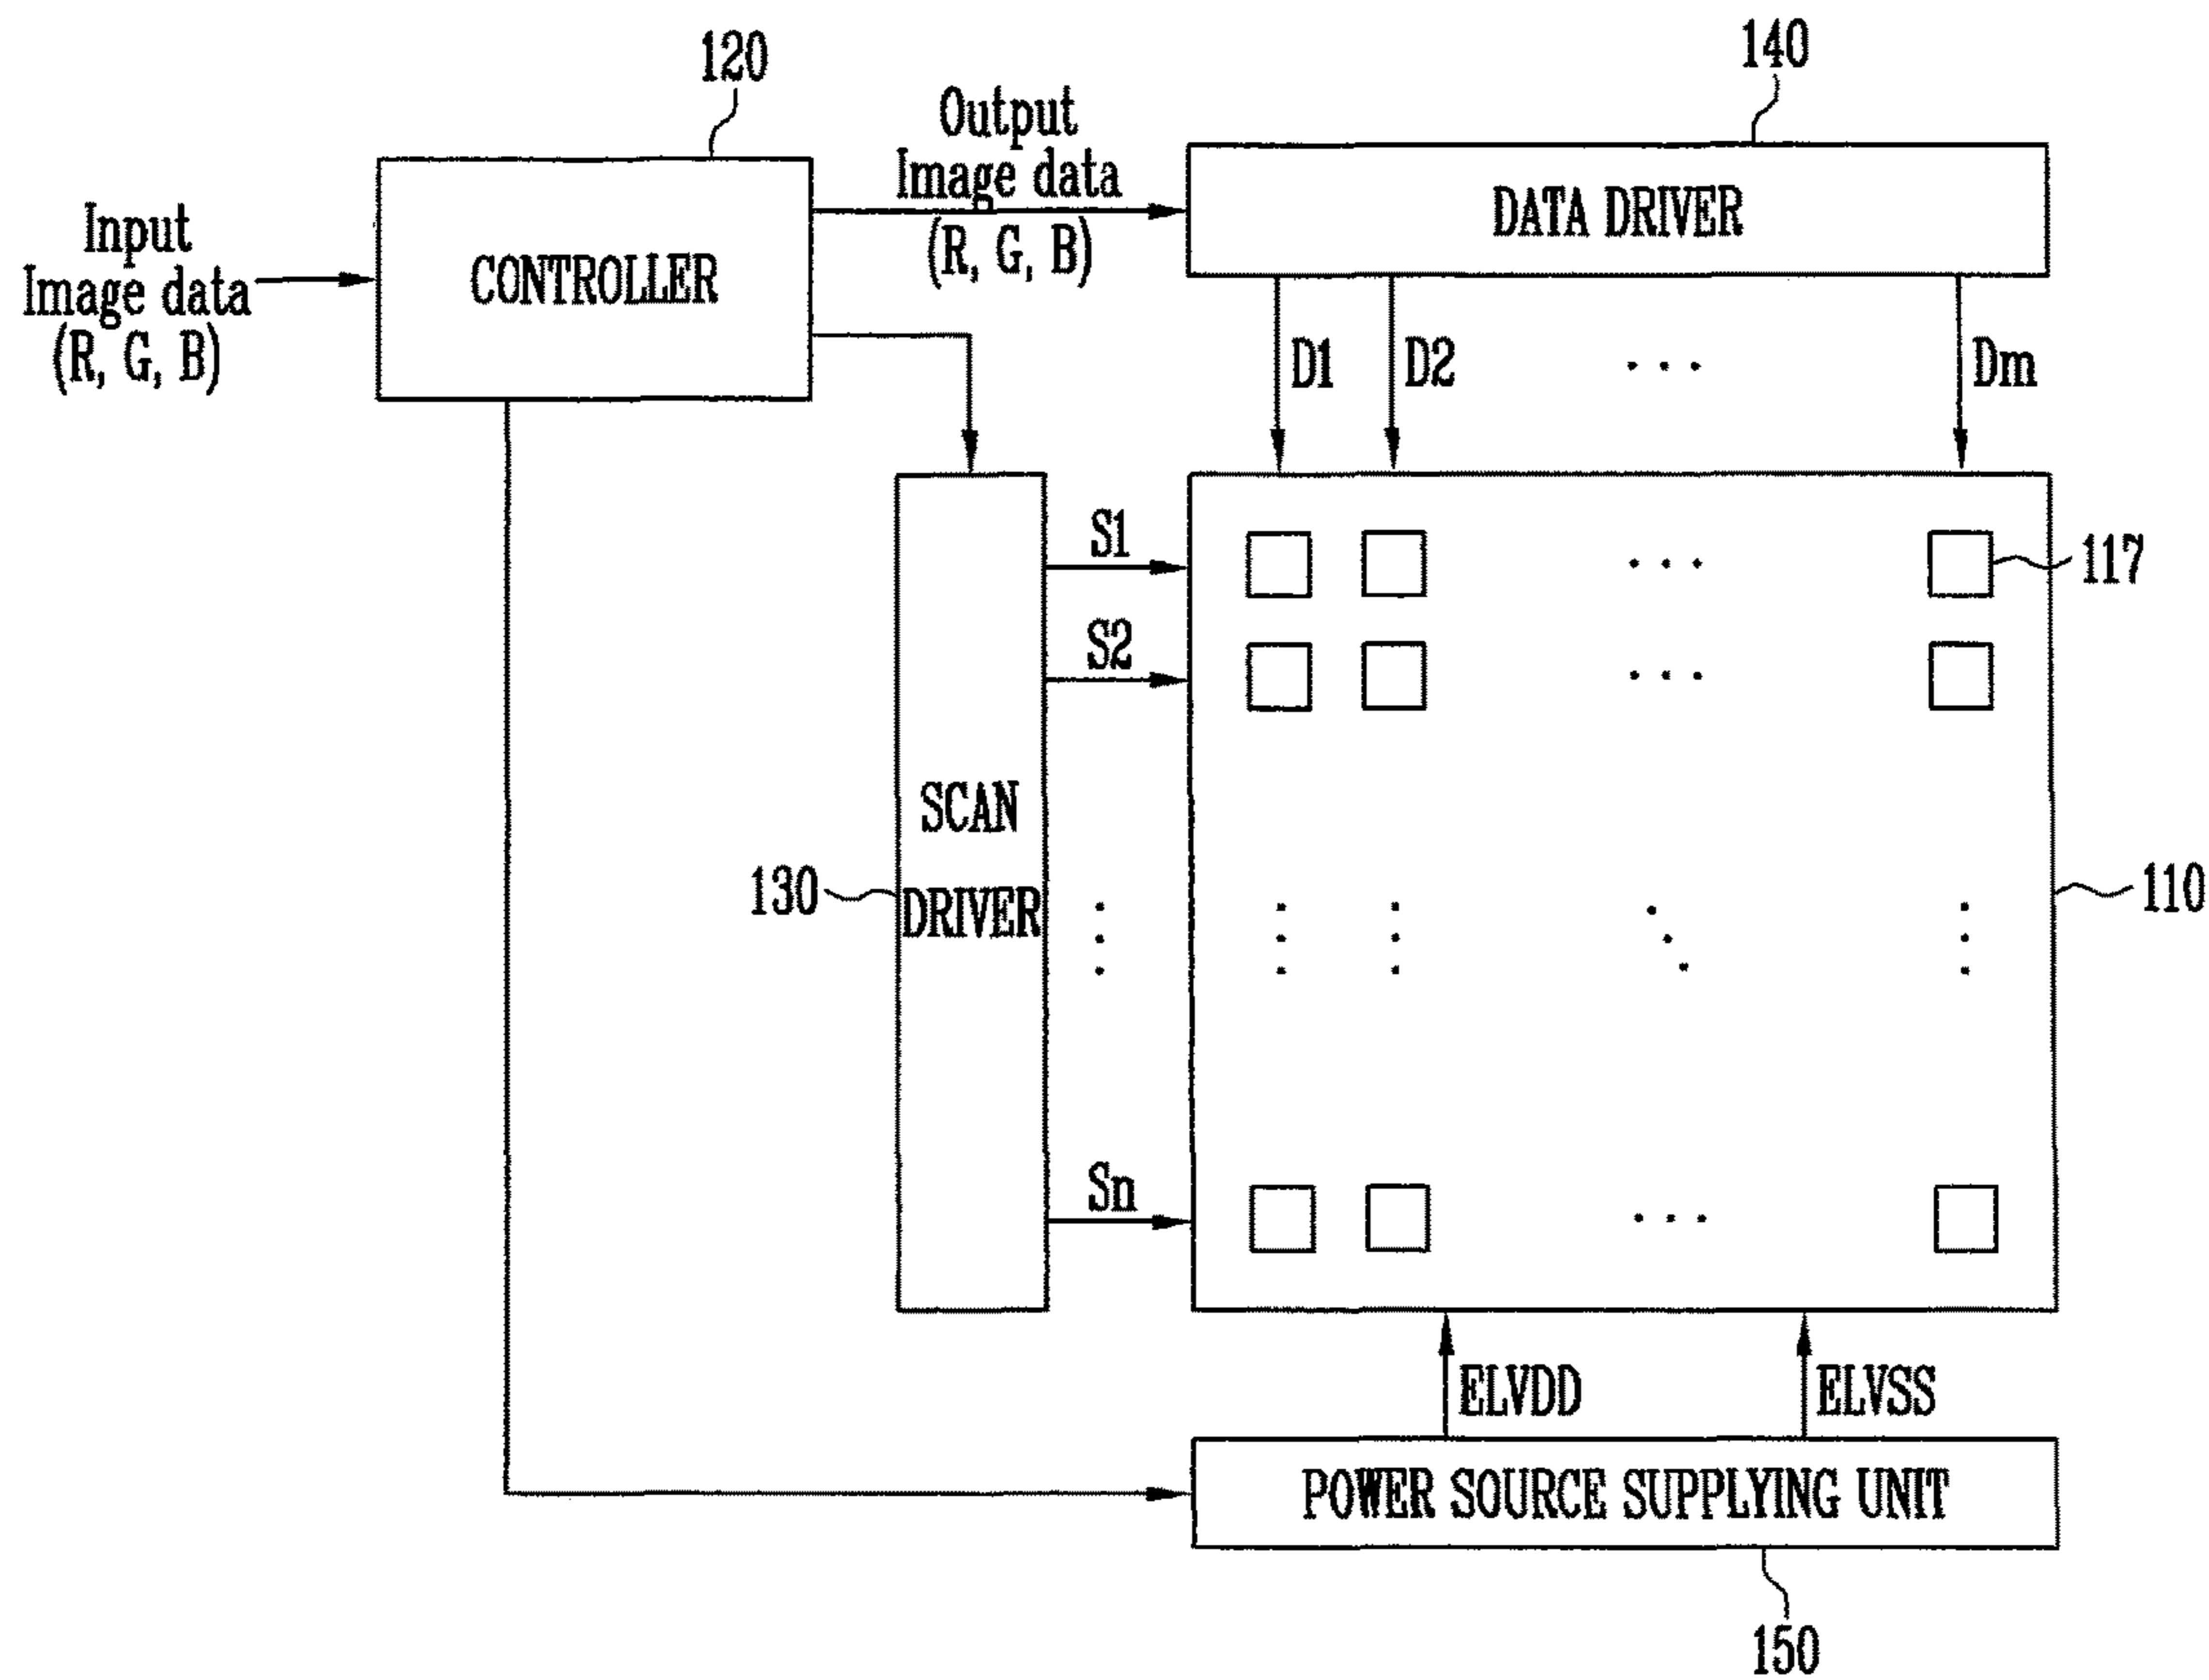 120
140
Output
Image data
(R, G, B)
Input
Image data
(R, G, B)
CONTROLLER
DATA DRIVER
D1
D2
. . .
Dm
S1
117
S2
SCAN
DRIVER
130
110
Sn
ELVDD
ELVSS
POWER SOURCE SUPPLYING UNIT
150